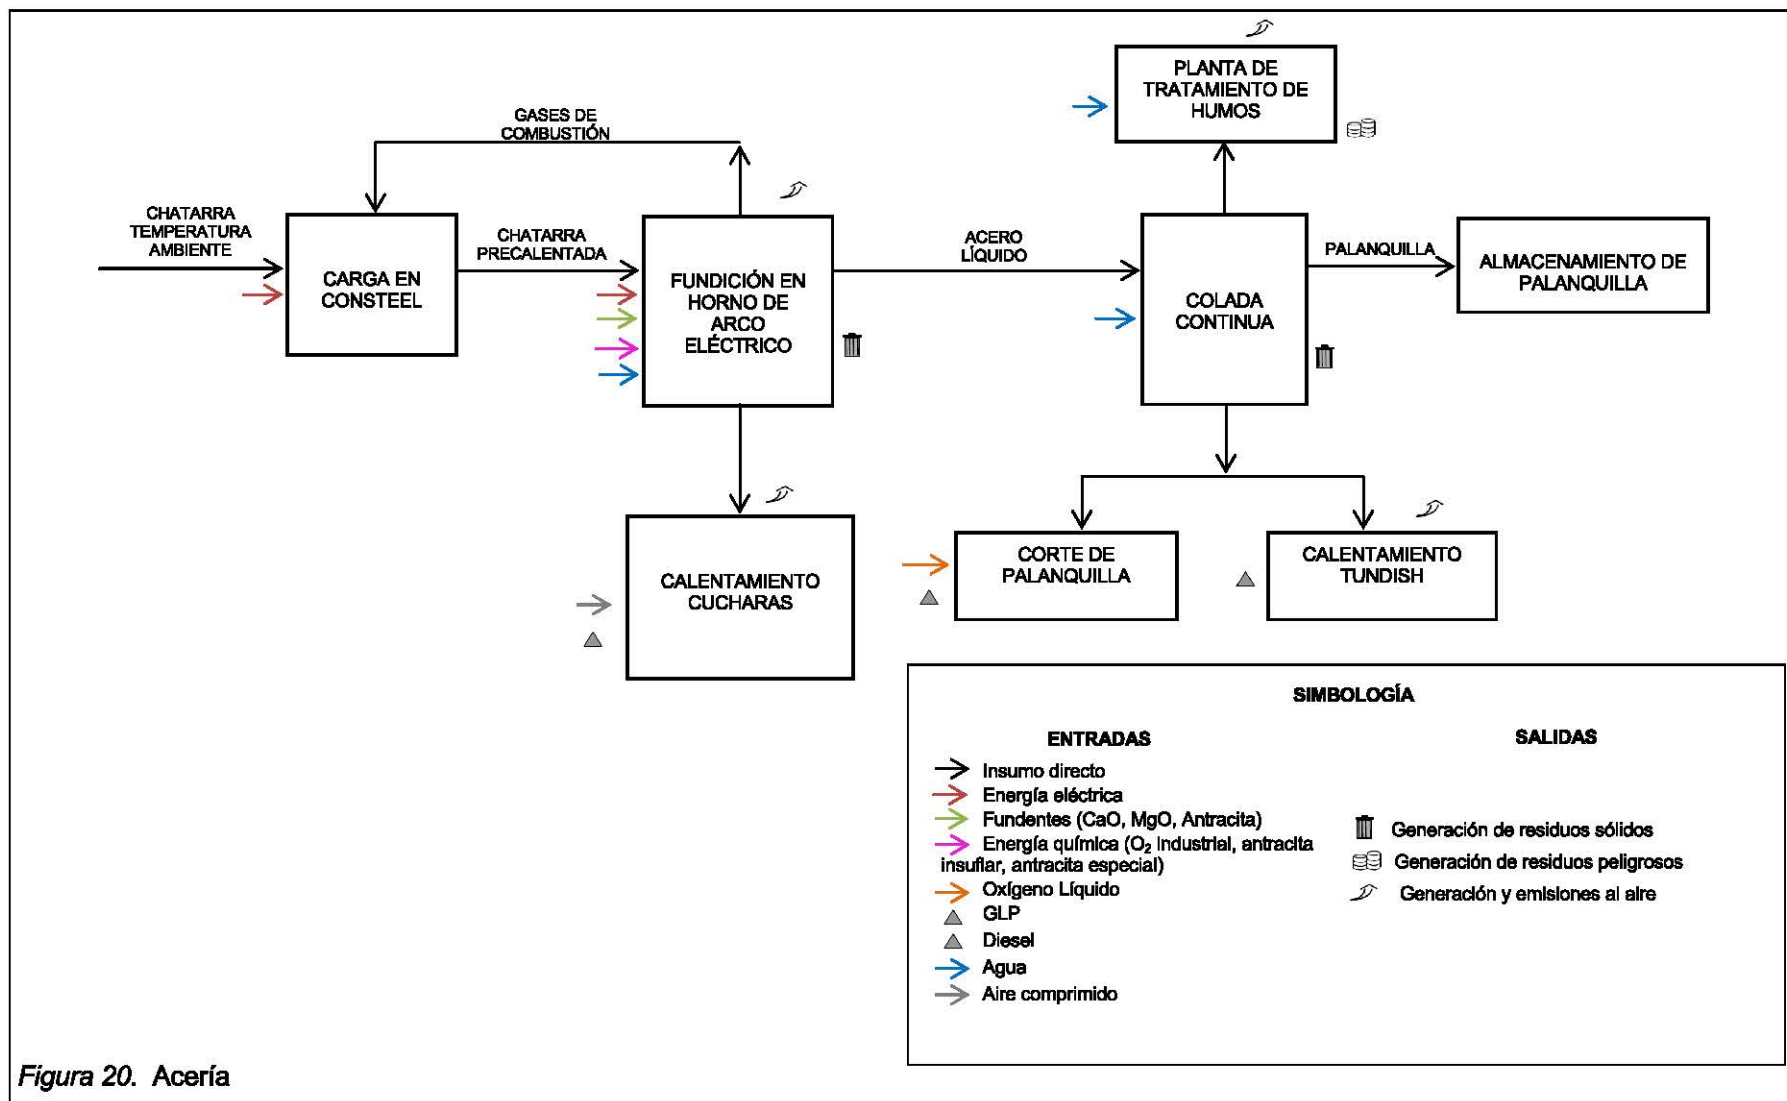 PLANTA DE
TRATAMIENTO DE
HUMOS
GASES DE
COMBUSTIÓN
CHATARRA
TEMPERATURA
AMBIENTE
CARGA EN
CONSTEEL
CHATARRA
PRECALENTADA
FUNDICIÓN EN
HORNO DE
ARCO
ELÉCTRICO
ACERO
LÍQUIDO
COLADA
CONTINUA
PALANQUILLA
ALMACENAMIENTO DE
PALANQUILLA
CALENTAMIENTO
CUCHARAS
CORTE DE
PALANQUILLA
CALENTAMIENTO
TUNDISH
SIMBOLOGÍA
ENTRADAS
Insumo directo
Energía eléctrica
Fundentes (CaO, MgO, Antracita)
Energía química (O₂ Industrial, antracita
insuflar, antracita especial)
Oxígeno Líquido
GLP
Diesel
Agua
Aire comprimido
SALIDAS
Generación de residuos sólidos
Generación de residuos peligrosos
Generación y emisiones al aire
Figura 20. Acería